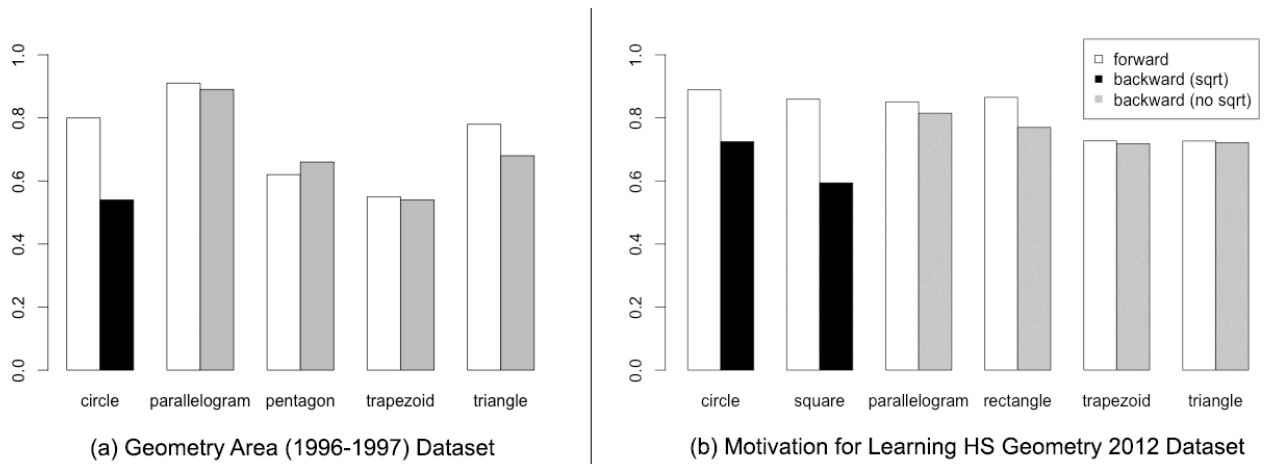 1.0
0.8
0.6
0.4
0.2
0.0
circle parallelogram pentagon trapezoid triangle
(a) Geometry Area (1996-1997) Dataset
forward
backward (sqrt)
backward (no sqrt)
1.0
0.8
0.6
0.4
0.2
0.0
circle square parallelogram rectangle trapezoid triangle
(b) Motivation for Learning HS Geometry 2012 Dataset